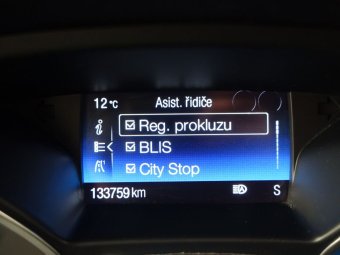 12 °C Asist. řidiče
Reg. prokluzu
BLIS
City Stop
133759 km S